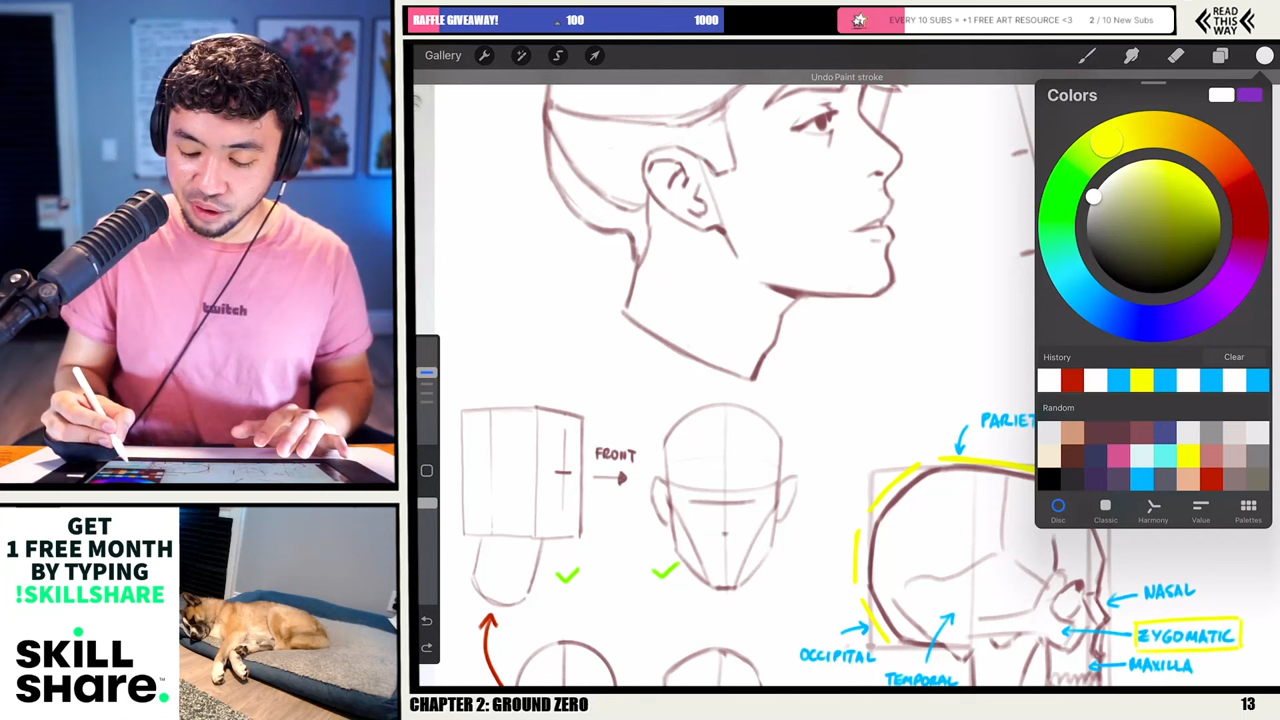 RAFFLE GIVEAWAY!
100
1000
EVERY 10 SUBS = +1 FREE ART RESOURCE <3
2 / 10 New Subs
READ
THIS
WAY
Gallery
Undo Paint stroke
Colors
History
Clear
Random
Disc
Classic
Harmony
Value
Palettes
twitch
FRONT
PARIET
NASAL
ZYGOMATIC
MAXILLA
OCCIPITAL
TEMPORAL
GET
1 FREE MONTH
BY TYPING
!SKILLSHARE
SKILL
SHARE.
CHAPTER 2: GROUND ZERO
13